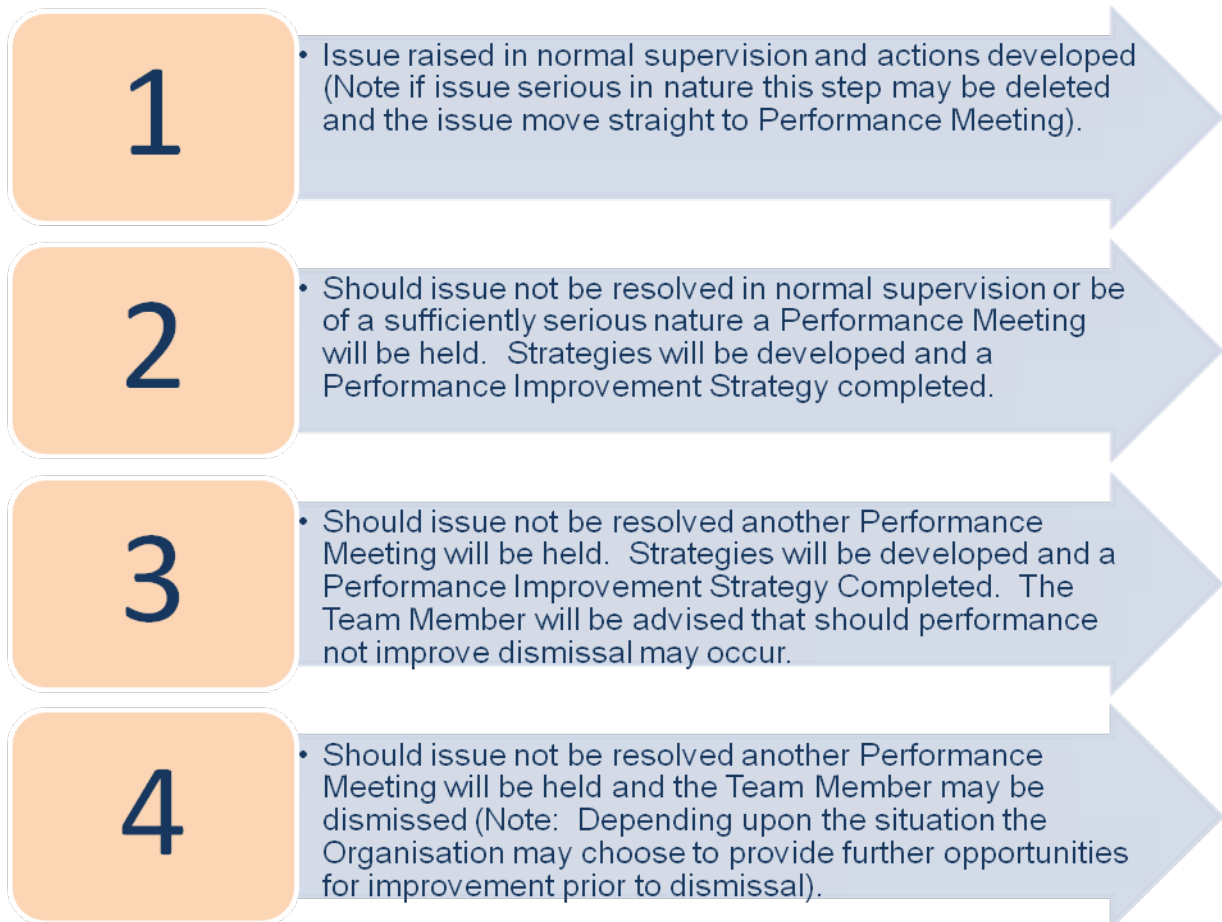 1
• Issue raised in normal supervision and actions developed
(Note if issue serious in nature this step may be deleted
and the issue move straight to Performance Meeting).
2
• Should issue not be resolved in normal supervision or be
of a sufficiently serious nature a Performance Meeting
will be held.  Strategies will be developed and a
Performance Improvement Strategy completed.
3
• Should issue not be resolved another Performance
Meeting will be held.  Strategies will be developed and a
Performance Improvement Strategy Completed.  The
Team Member will be advised that should performance
not improve dismissal may occur.
4
• Should issue not be resolved another Performance
Meeting will be held and the Team Member may be
dismissed (Note:  Depending upon the situation the
Organisation may choose to provide further opportunities
for improvement prior to dismissal).